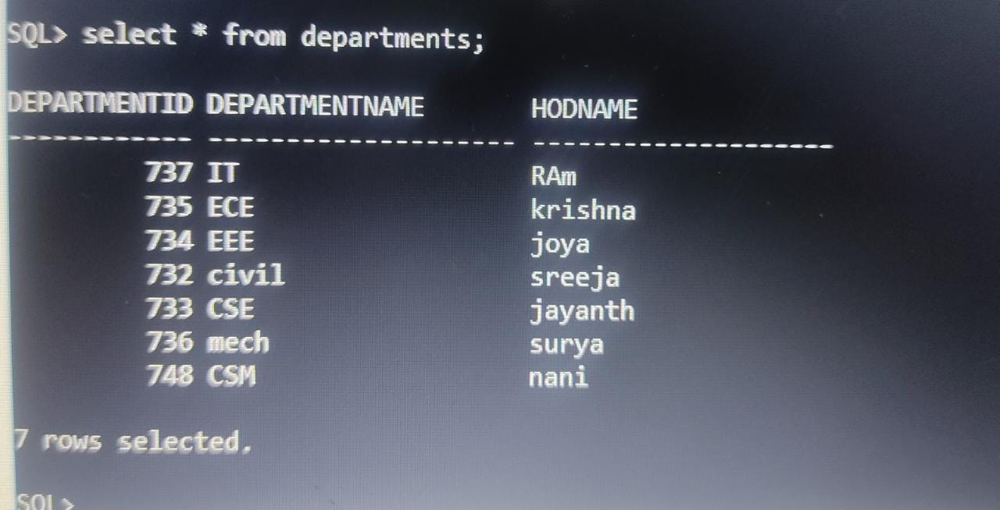 SQL> select * from departments;
DEPARTMENTID DEPARTMENTNAME HODNAME
------------ -------------------- --------------------
737 IT RAm
735 ECE krishna
734 EEE joya
732 civil sreeja
733 CSE jayanth
736 mech surya
748 CSM nani
7 rows selected.
SQL>